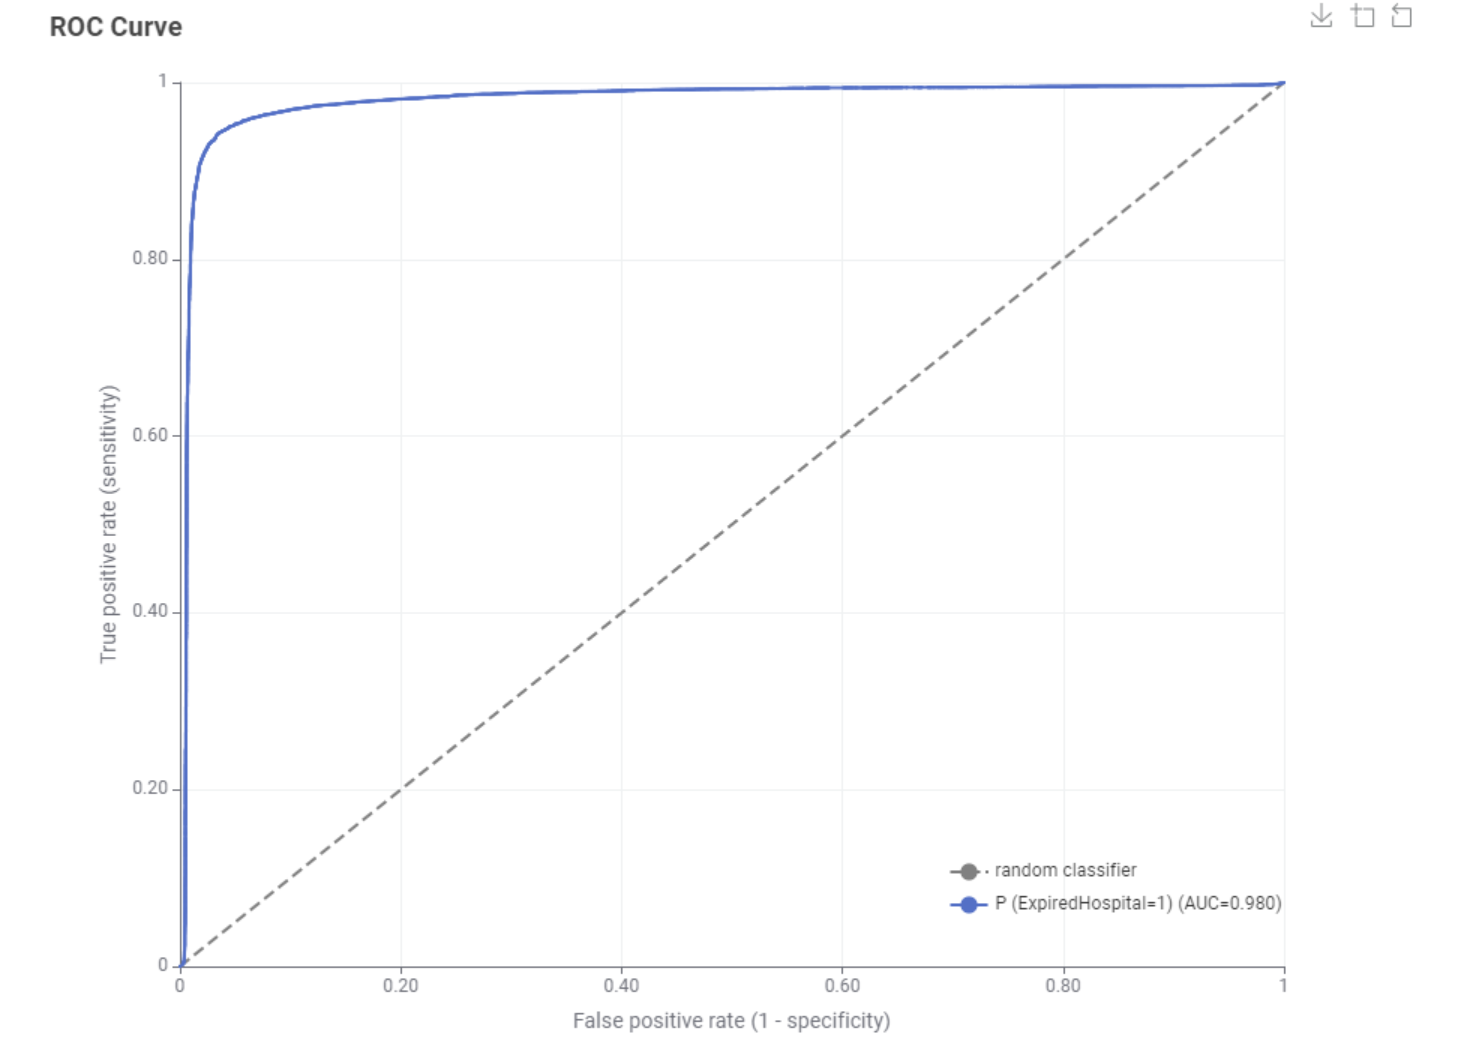 ROC Curve
1
0.80
0.60
0.40
0.20
0
True positive rate (sensitivity)
random classifier
P (ExpiredHospital=1) (AUC=0.980)
0
0.20
0.40
0.60
0.80
1
False positive rate (1 - specificity)